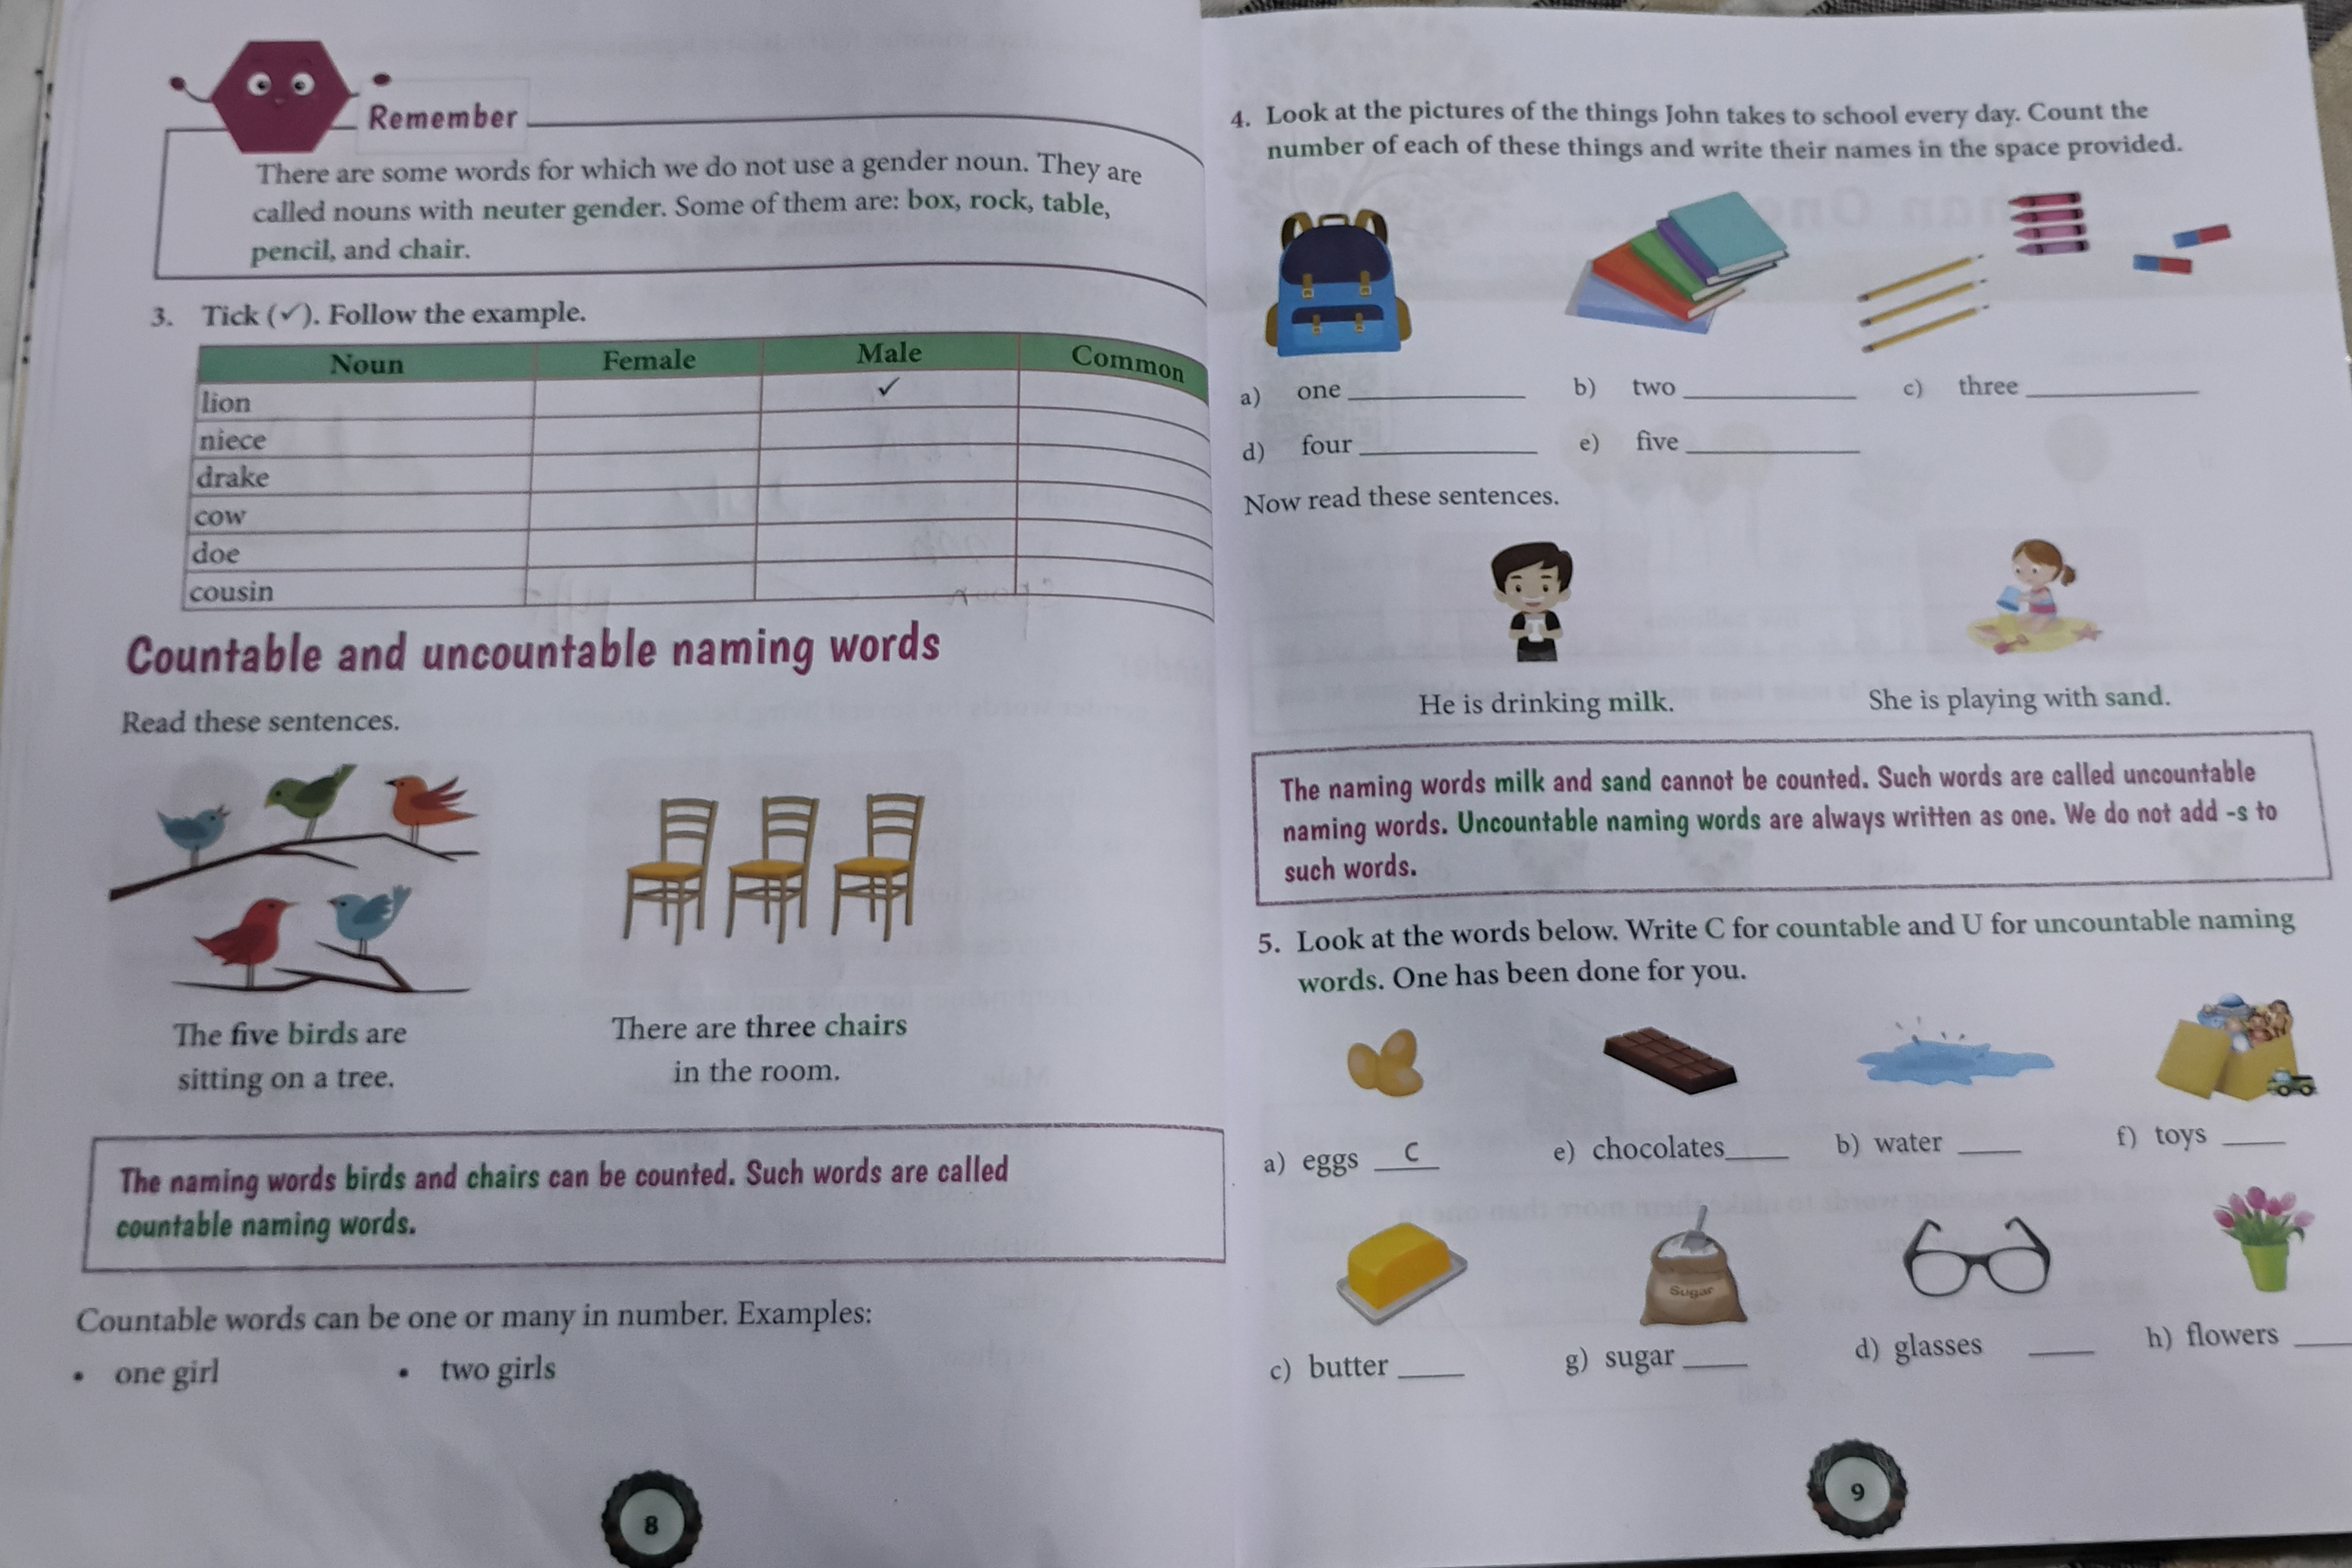 Remember
There are some words for which we do not use a gender noun. They are
called nouns with neuter gender. Some of them are: box, rock, table,
pencil, and chair.
3. Tick (✓). Follow the example.
Noun Female Male Common
lion ✓
niece
drake
cow
doe
cousin
Countable and uncountable naming words
Read these sentences.
The five birds are
sitting on a tree.
There are three chairs
in the room.
The naming words birds and chairs can be counted. Such words are called
countable naming words.
Countable words can be one or many in number. Examples:
• one girl • two girls
8
4. Look at the pictures of the things John takes to school every day. Count the
number of each of these things and write their names in the space provided.
a) one ____________ b) two ____________ c) three ____________
d) four ____________ e) five ____________
Now read these sentences.
He is drinking milk. She is playing with sand.
The naming words milk and sand cannot be counted. Such words are called uncountable
naming words. Uncountable naming words are always written as one. We do not add -s to
such words.
5. Look at the words below. Write C for countable and U for uncountable naming
words. One has been done for you.
a) eggs C e) chocolates____ b) water ____ f) toys ____
Sugar
c) butter ____ g) sugar ____ d) glasses ____ h) flowers ____
9